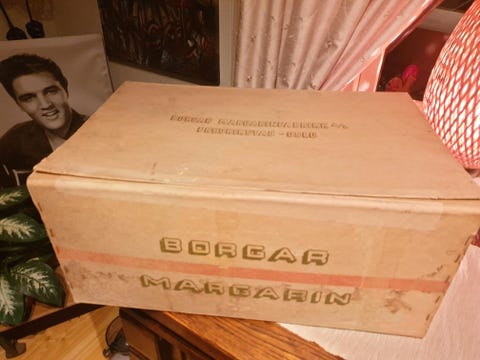 BORGAR MARGARINFABRIKK A/S
FREDRIKSTAD - OSLO
BORGAR
MARGARIN